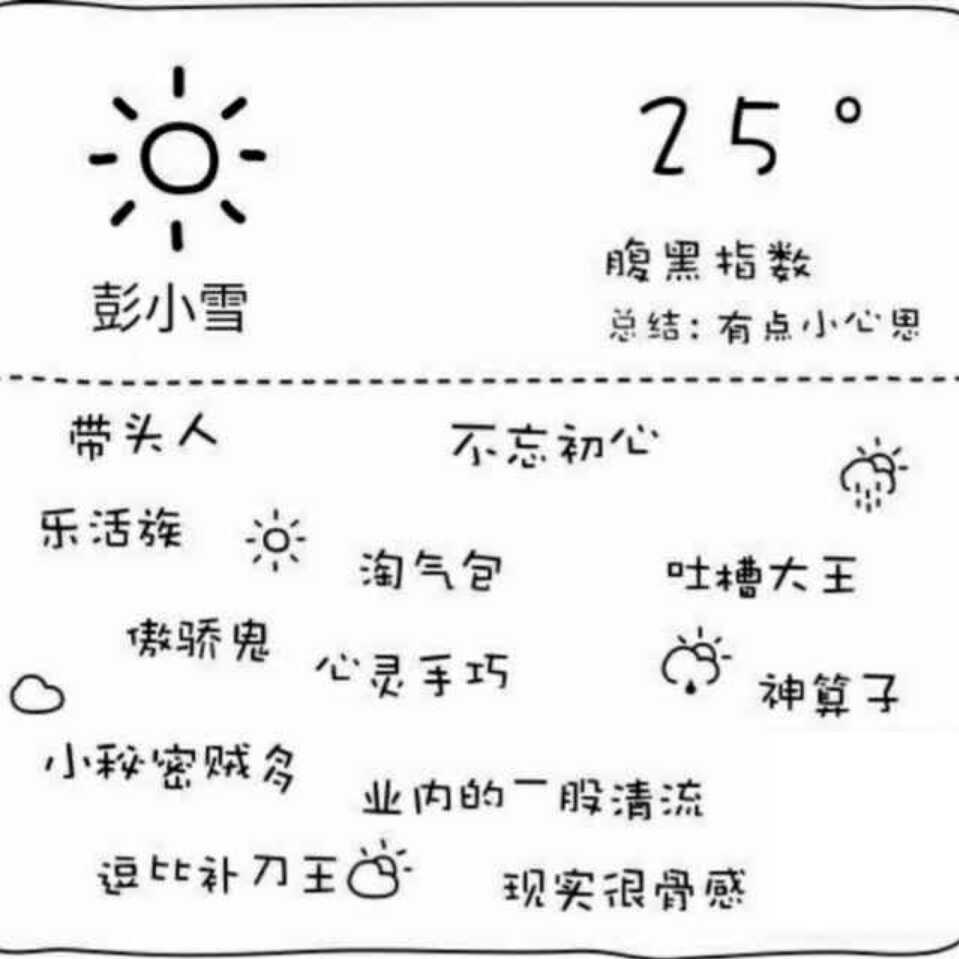 25°
彭小雪
腹黑指数
总结:有点小心思
带头人
不忘初心
乐活族
淘气包
吐槽大王
傲骄鬼
心灵手巧
神算子
小秘密贼多
业内的一股清流
逗比补刀王
现实很骨感